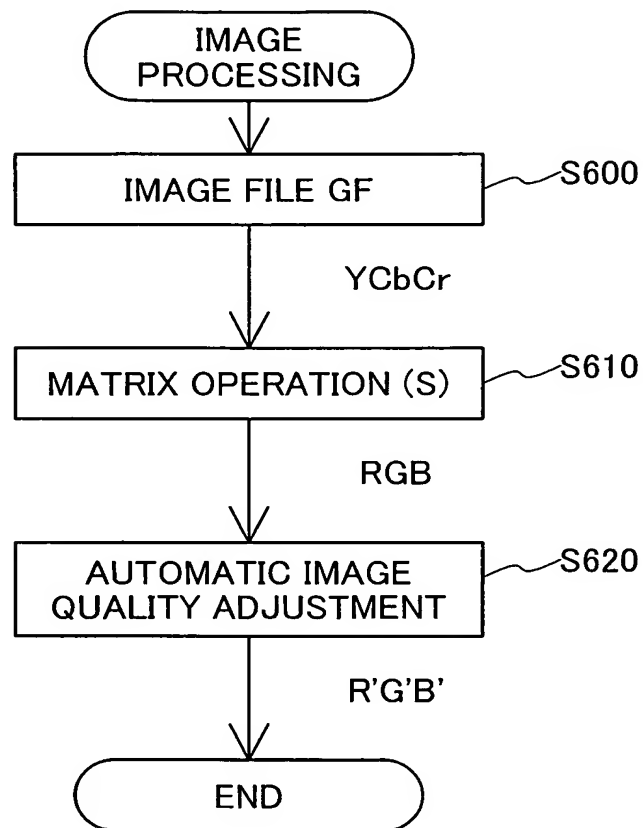 IMAGE
PROCESSING
IMAGE FILE GF
S600
YCbCr
MATRIX OPERATION (S)
S610
RGB
AUTOMATIC IMAGE
QUALITY ADJUSTMENT
S620
R'G'B'
END